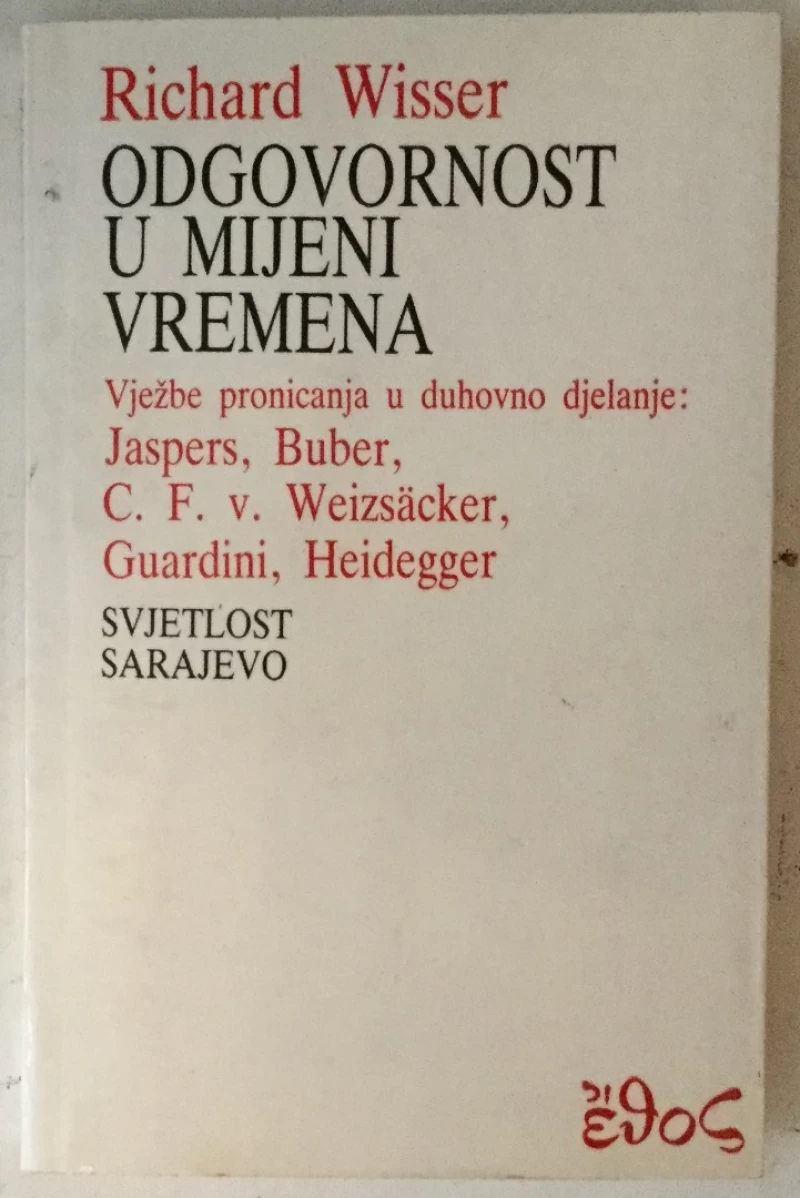 Richard Wisser
ODGOVORNOST
U MIJENI
VREMENA
Vježbe pronicanja u duhovno djelanje:
Jaspers, Buber,
C. F. v. Weizsäcker,
Guardini, Heidegger
SVJETLOST
SARAJEVO
ἔθος